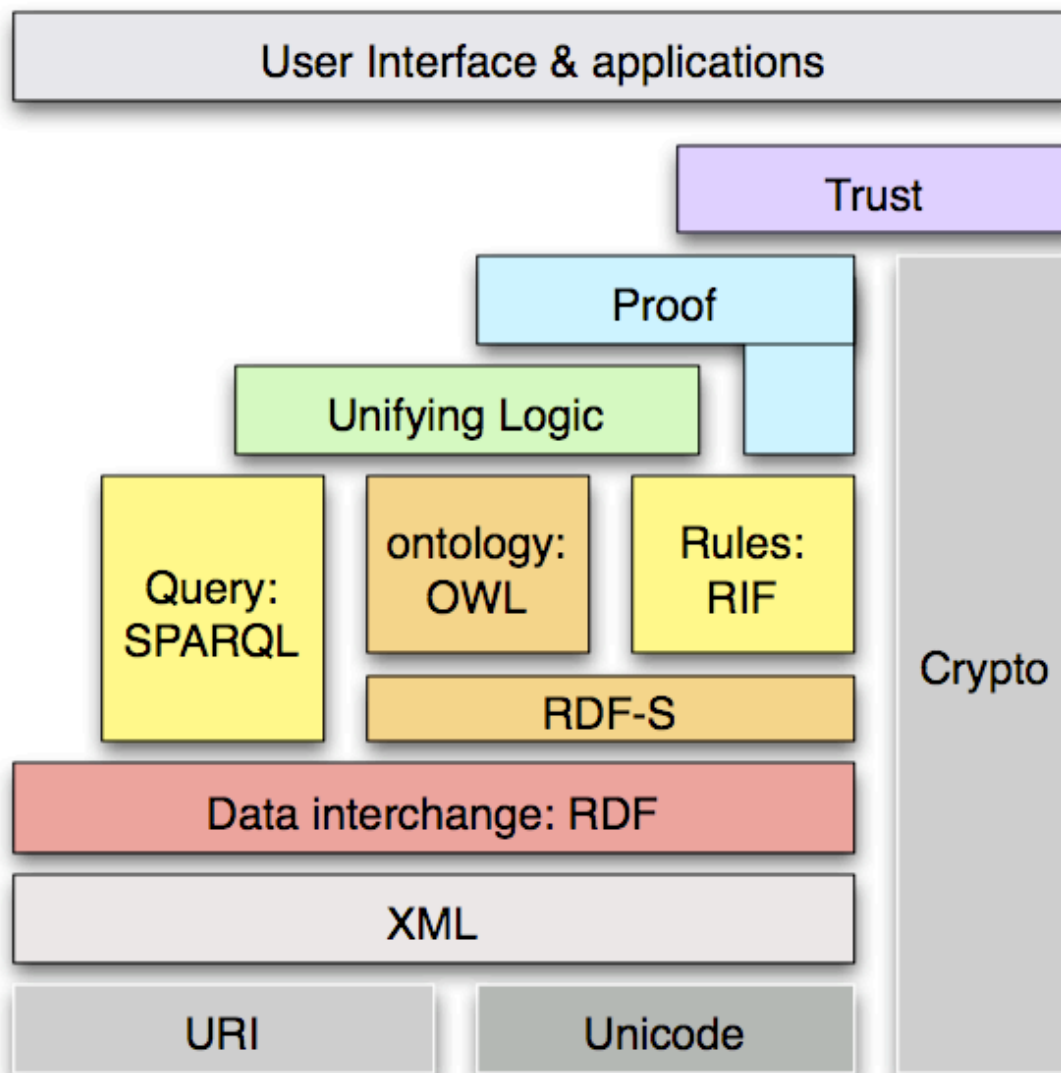 User Interface & applications
Trust
Proof
Unifying Logic
Query:
SPARQL
ontology:
OWL
Rules:
RIF
Crypto
RDF-S
Data interchange: RDF
XML
URI
Unicode